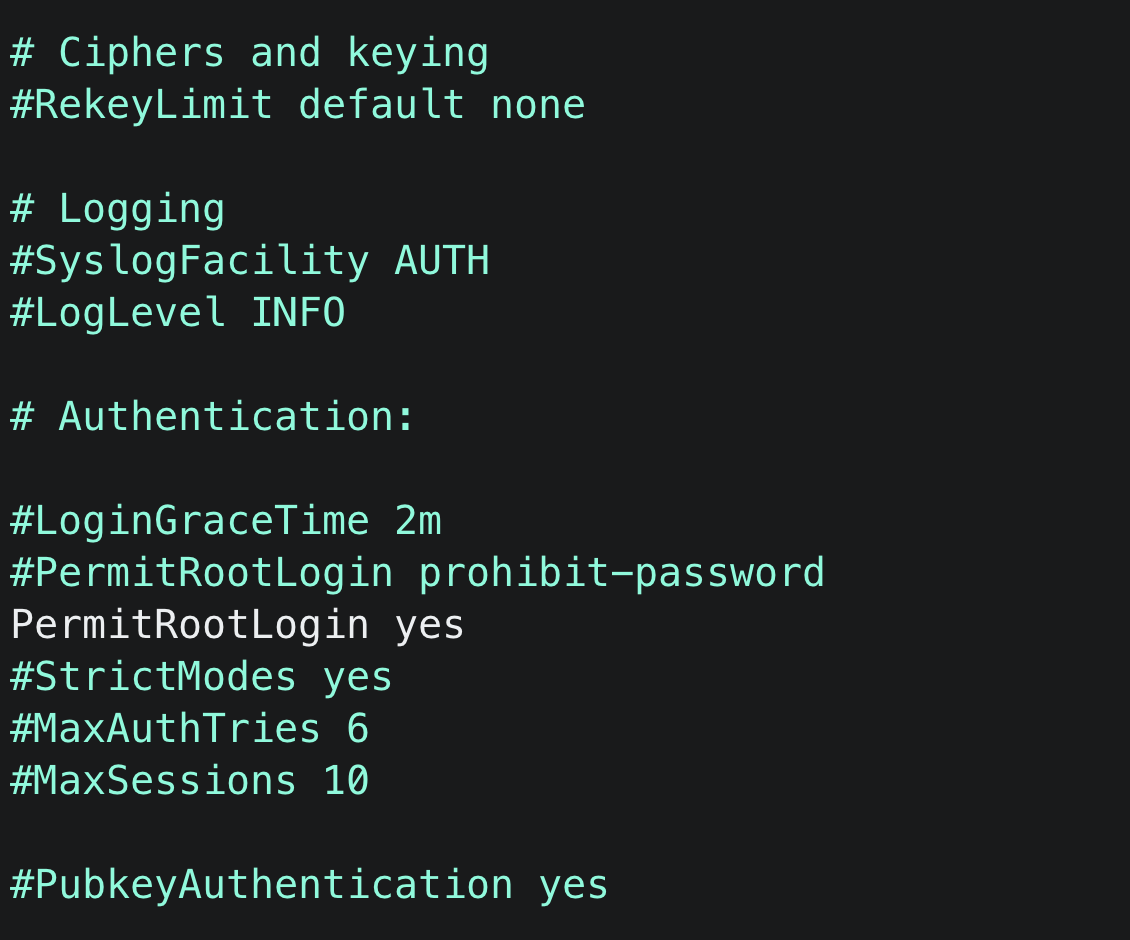 # Ciphers and keying
#RekeyLimit default none
# Logging
#SyslogFacility AUTH
#LogLevel INFO
# Authentication:
#LoginGraceTime 2m
#PermitRootLogin prohibit-password
PermitRootLogin yes
#StrictModes yes
#MaxAuthTries 6
#MaxSessions 10
#PubkeyAuthentication yes